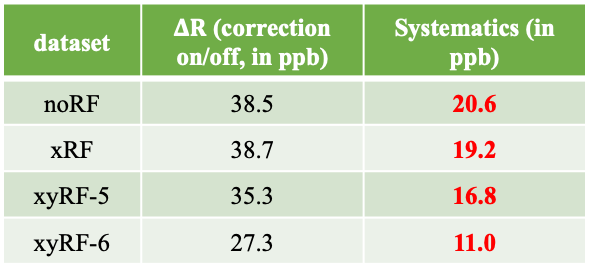 dataset ΔR (correction on/off, in ppb) Systematics (in ppb)
noRF 38.5 20.6
xRF 38.7 19.2
xyRF-5 35.3 16.8
xyRF-6 27.3 11.0